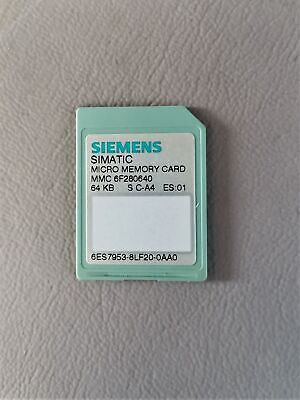 SIEMENS
SIMATIC
MICRO MEMORY CARD
MMC 6F280640
64 KB S C-A4 ES:01
6ES7953-8LF20-0AA0